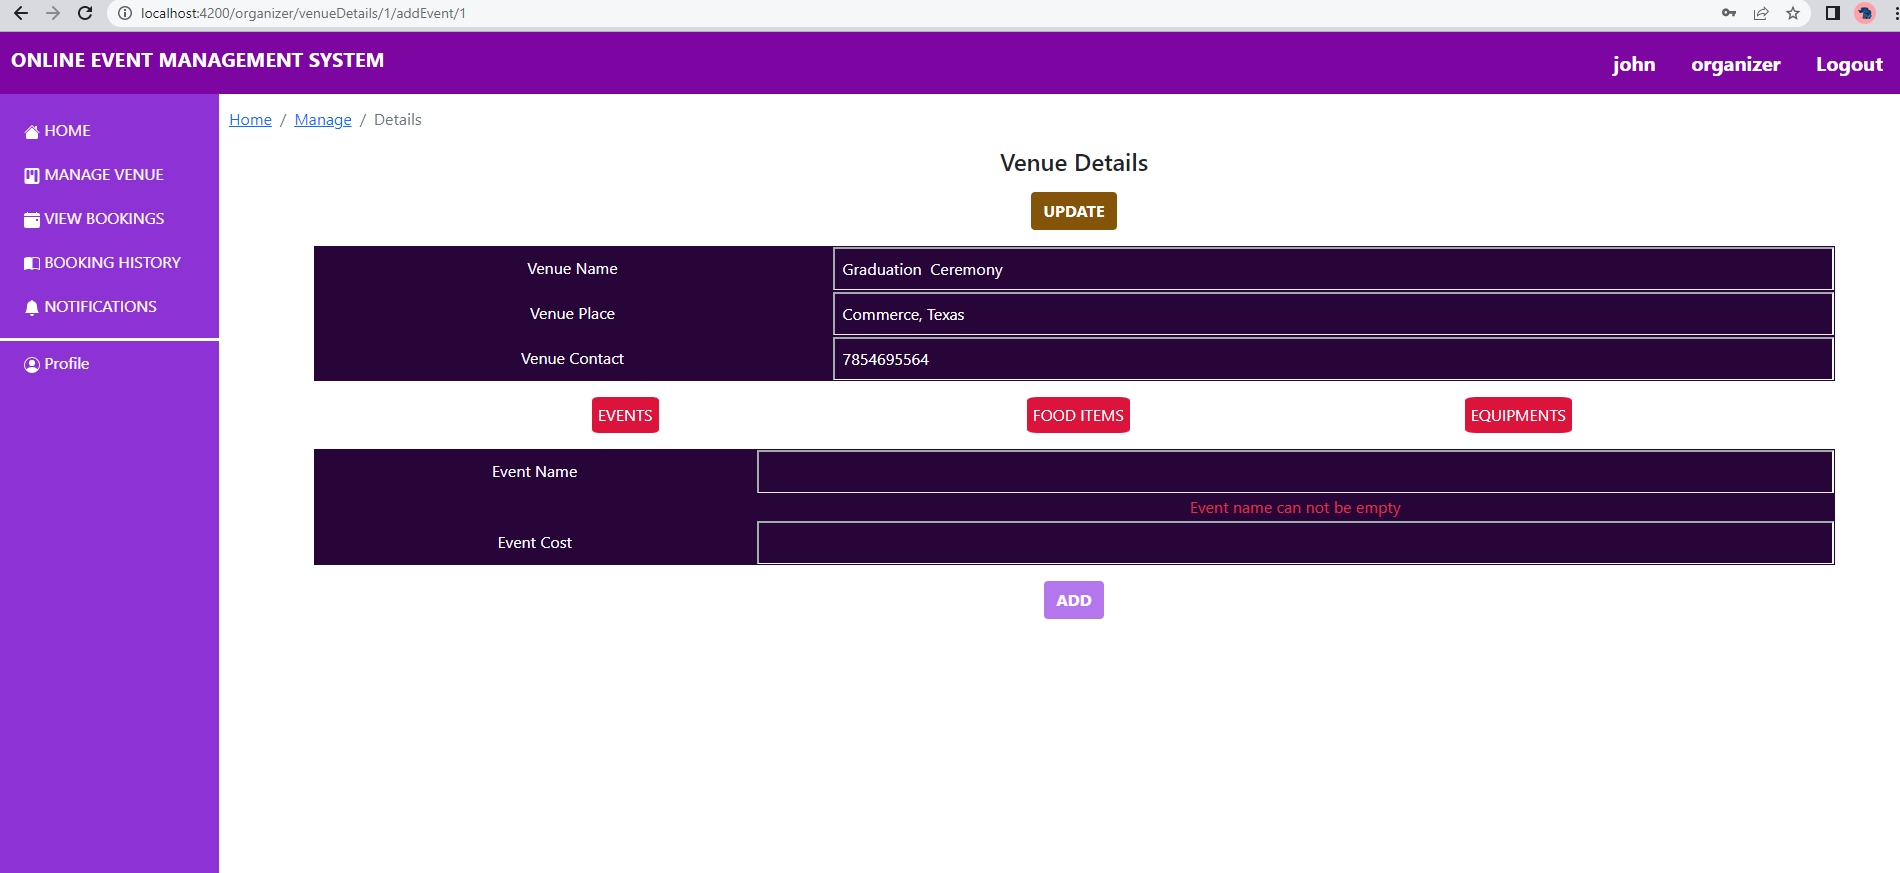 localhost:4200/organizer/venueDetails/1/addEvent/1
ONLINE EVENT MANAGEMENT SYSTEM
john organizer Logout
HOME
MANAGE VENUE
VIEW BOOKINGS
BOOKING HISTORY
NOTIFICATIONS
Profile
Home / Manage / Details
Venue Details
UPDATE
Venue Name Graduation  Ceremony
Venue Place Commerce, Texas
Venue Contact 7854695564
EVENTS FOOD ITEMS EQUIPMENTS
Event Name
Event name can not be empty
Event Cost
ADD